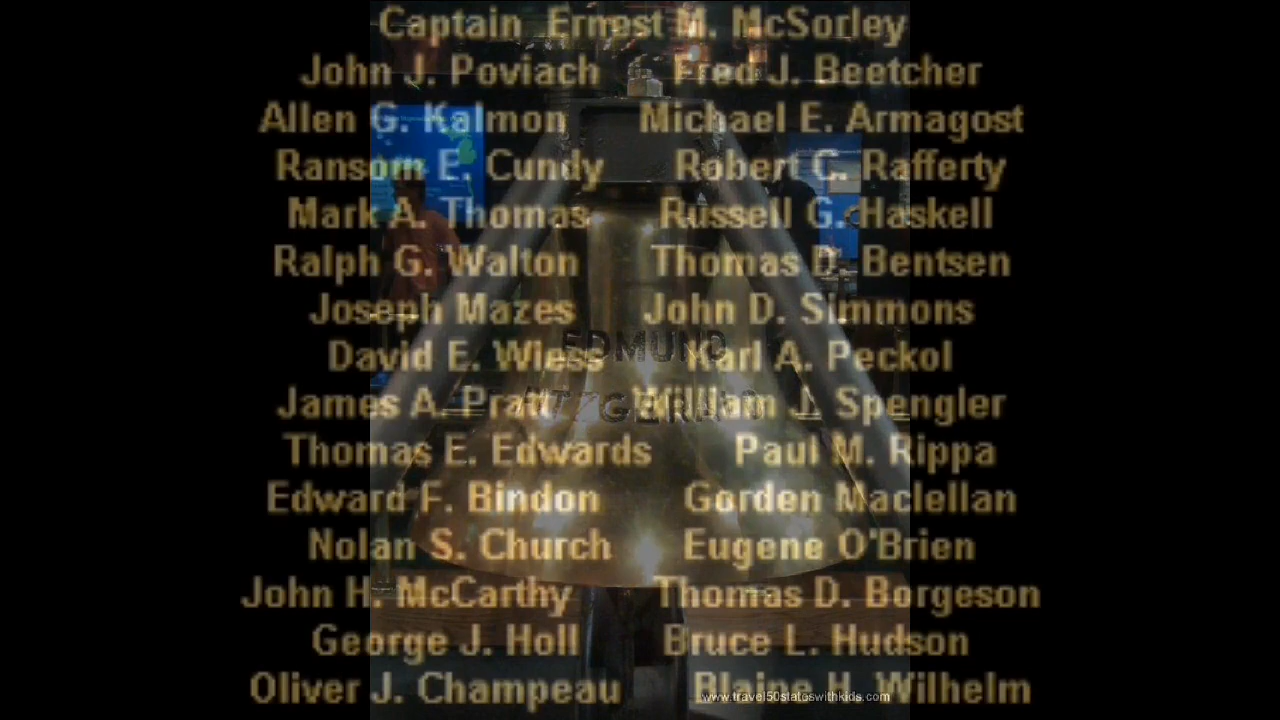 Captain Ernest M. McSorley
John J. Poviach Fred J. Beetcher
Allen G. Kalmon Michael E. Armagost
Ransom E. Cundy Robert C. Rafferty
Mark A. Thomas Russell G. Haskell
Ralph G. Walton Thomas D. Bentsen
Joseph Mazes John D. Simmons
David E. Wiess Karl A. Peckol
EDMUND
James A. Pratt William J. Spengler
FITZGERALD
Thomas E. Edwards Paul M. Rippa
Edward F. Bindon Gorden Maclellan
Nolan S. Church Eugene O'Brien
John H. McCarthy Thomas D. Borgeson
George J. Holl Bruce L. Hudson
Oliver J. Champeau Blaine H. Wilhelm
www.travel50stateswithkids.com